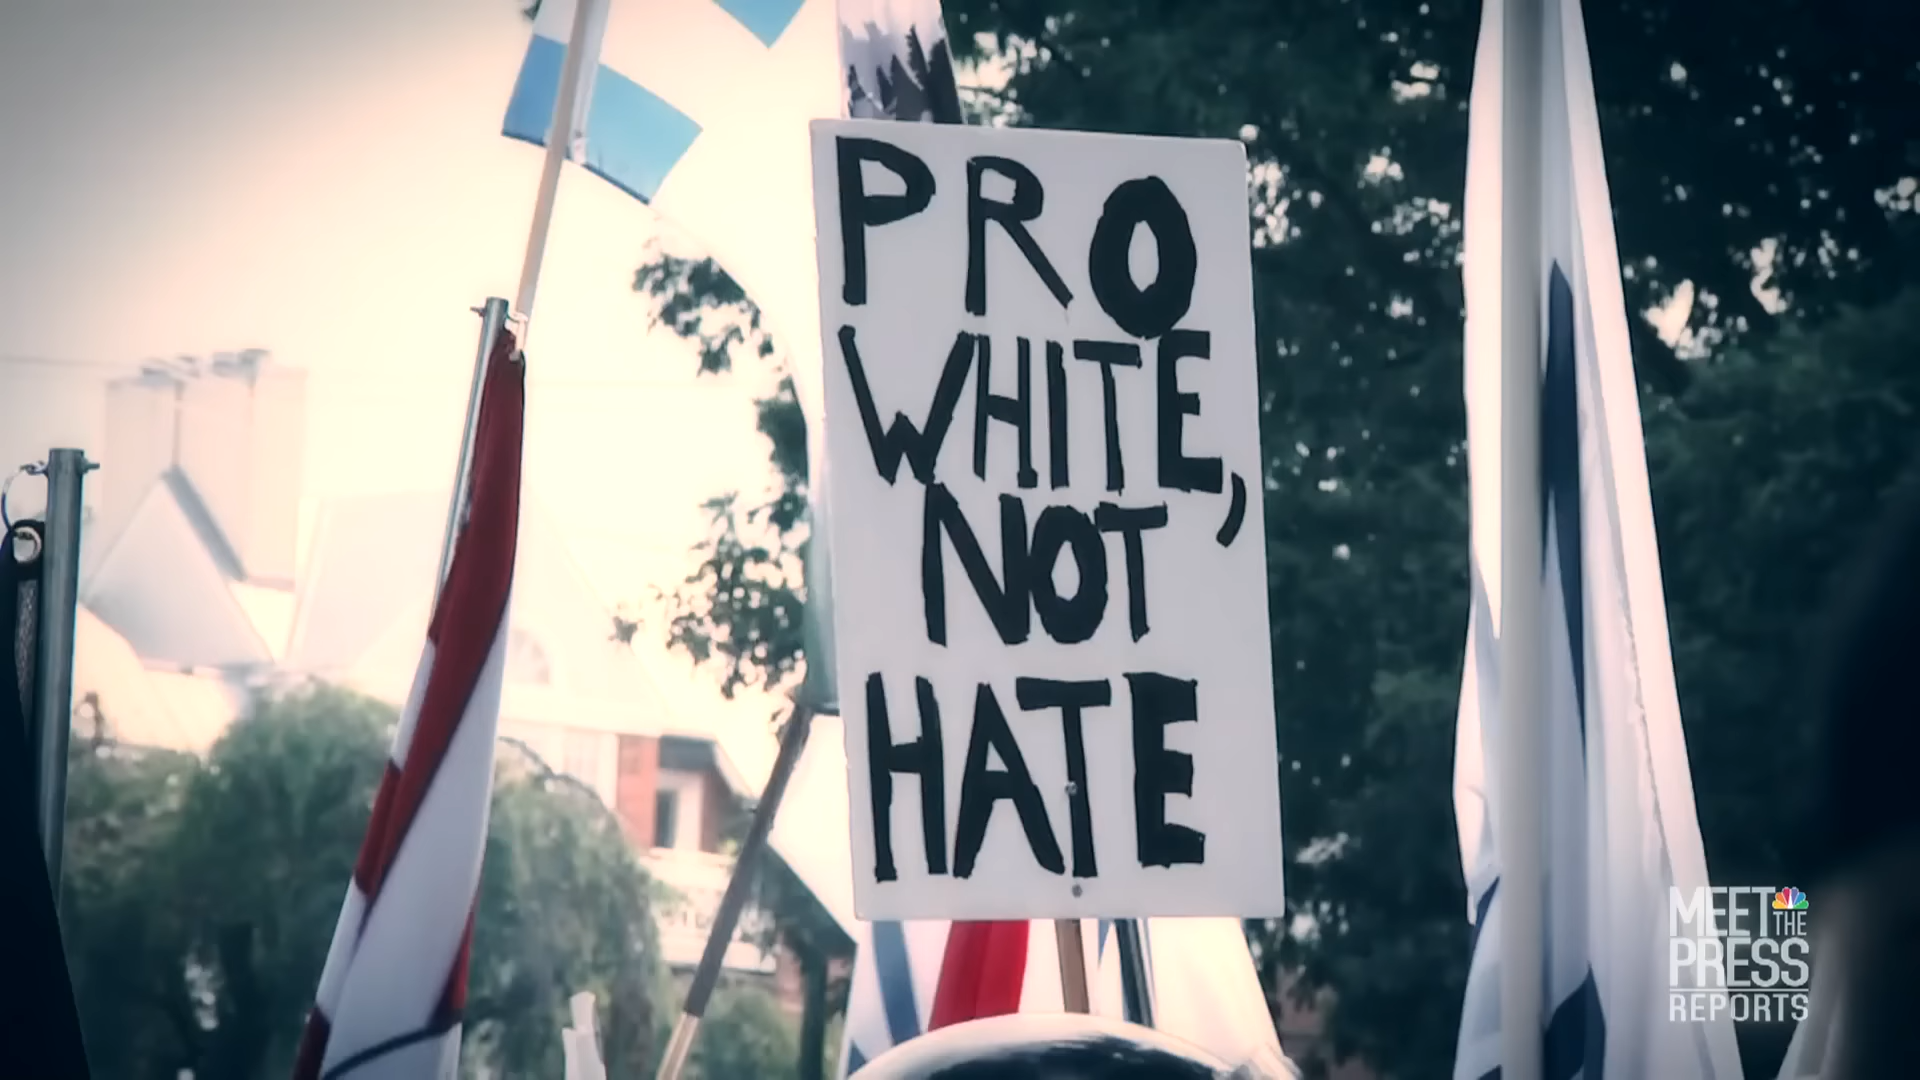 PRO
WHITE,
NOT
HATE
MEET
THE
PRESS
REPORTS